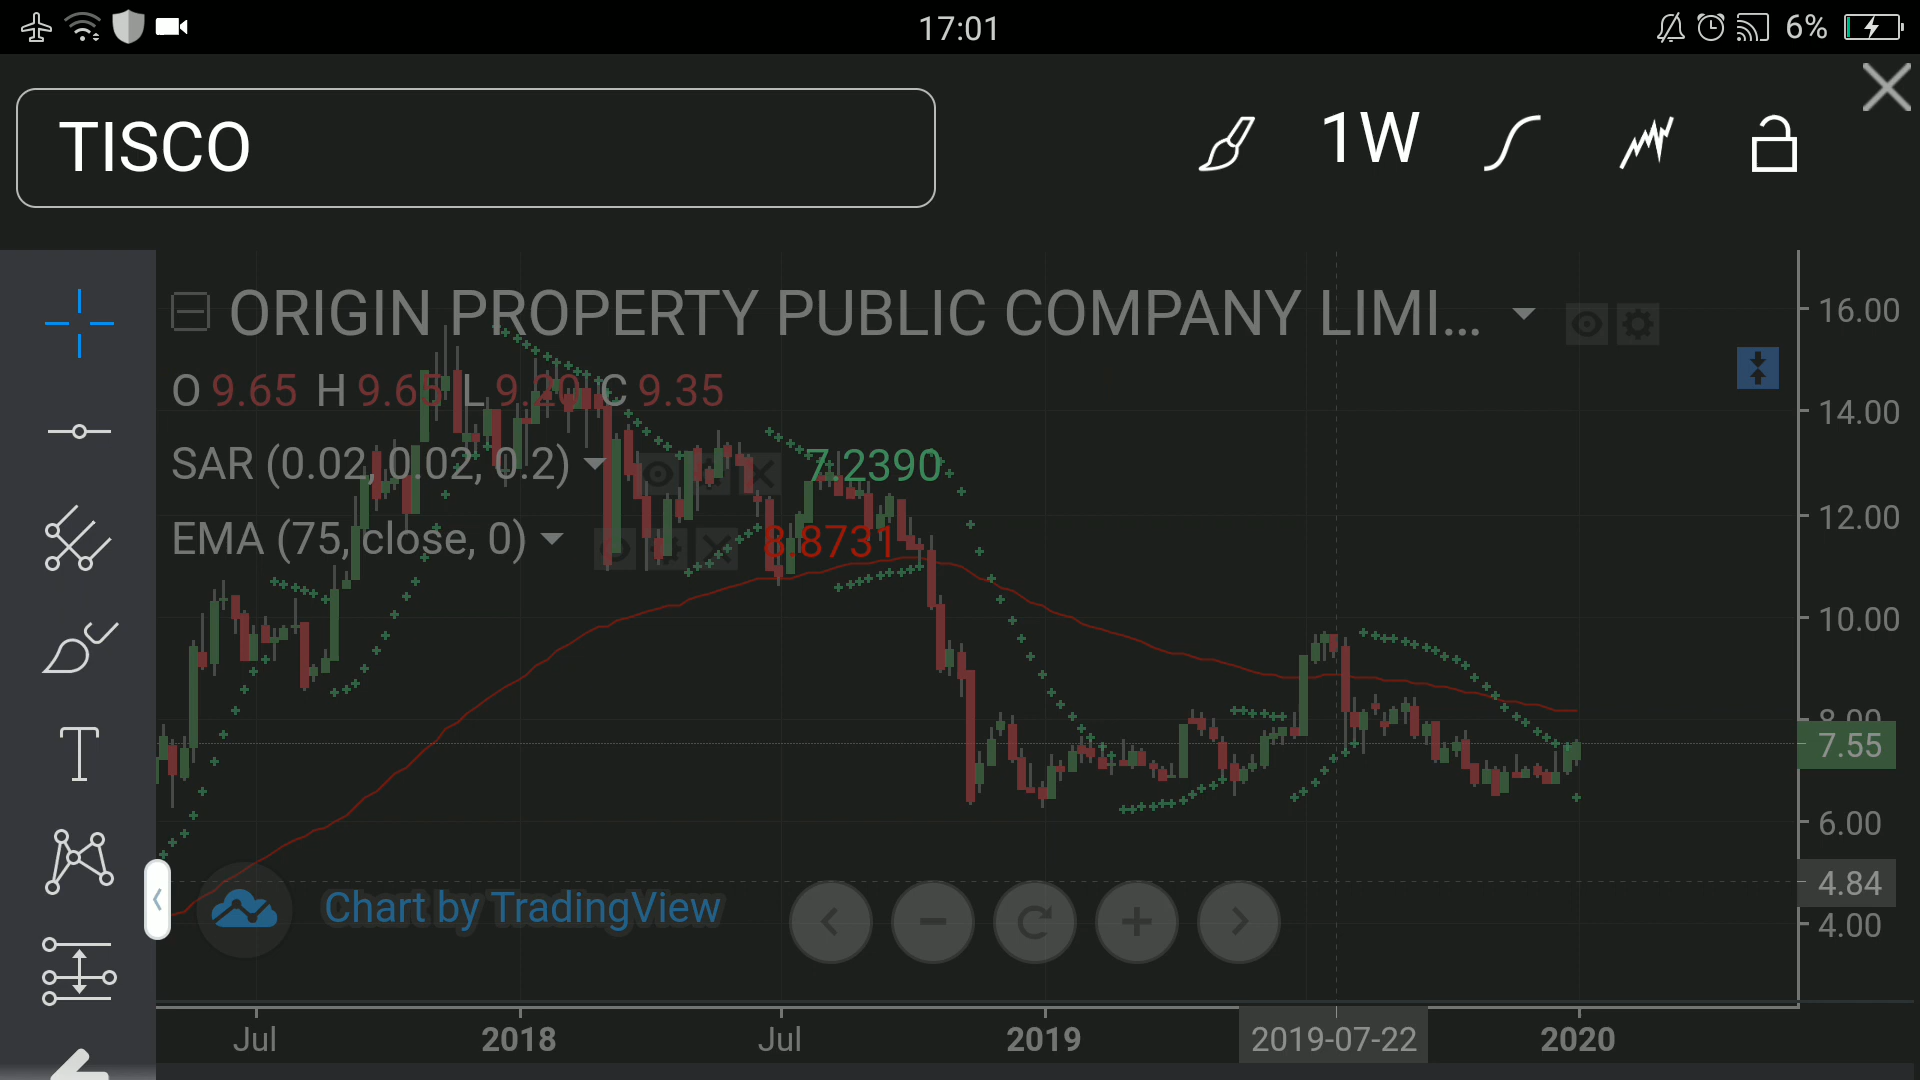 17:01
6%
TISCO
1W
ORIGIN PROPERTY PUBLIC COMPANY LIMI...
O 9.65 H 9.65 L 9.20 C 9.35
SAR (0.02, 0.02, 0.2) 7.2390
EMA (75, close, 0) 8.8731
16.00
14.00
12.00
10.00
8.00
7.55
6.00
4.84
4.00
Chart by TradingView
Jul 2018 Jul 2019 2019-07-22 2020